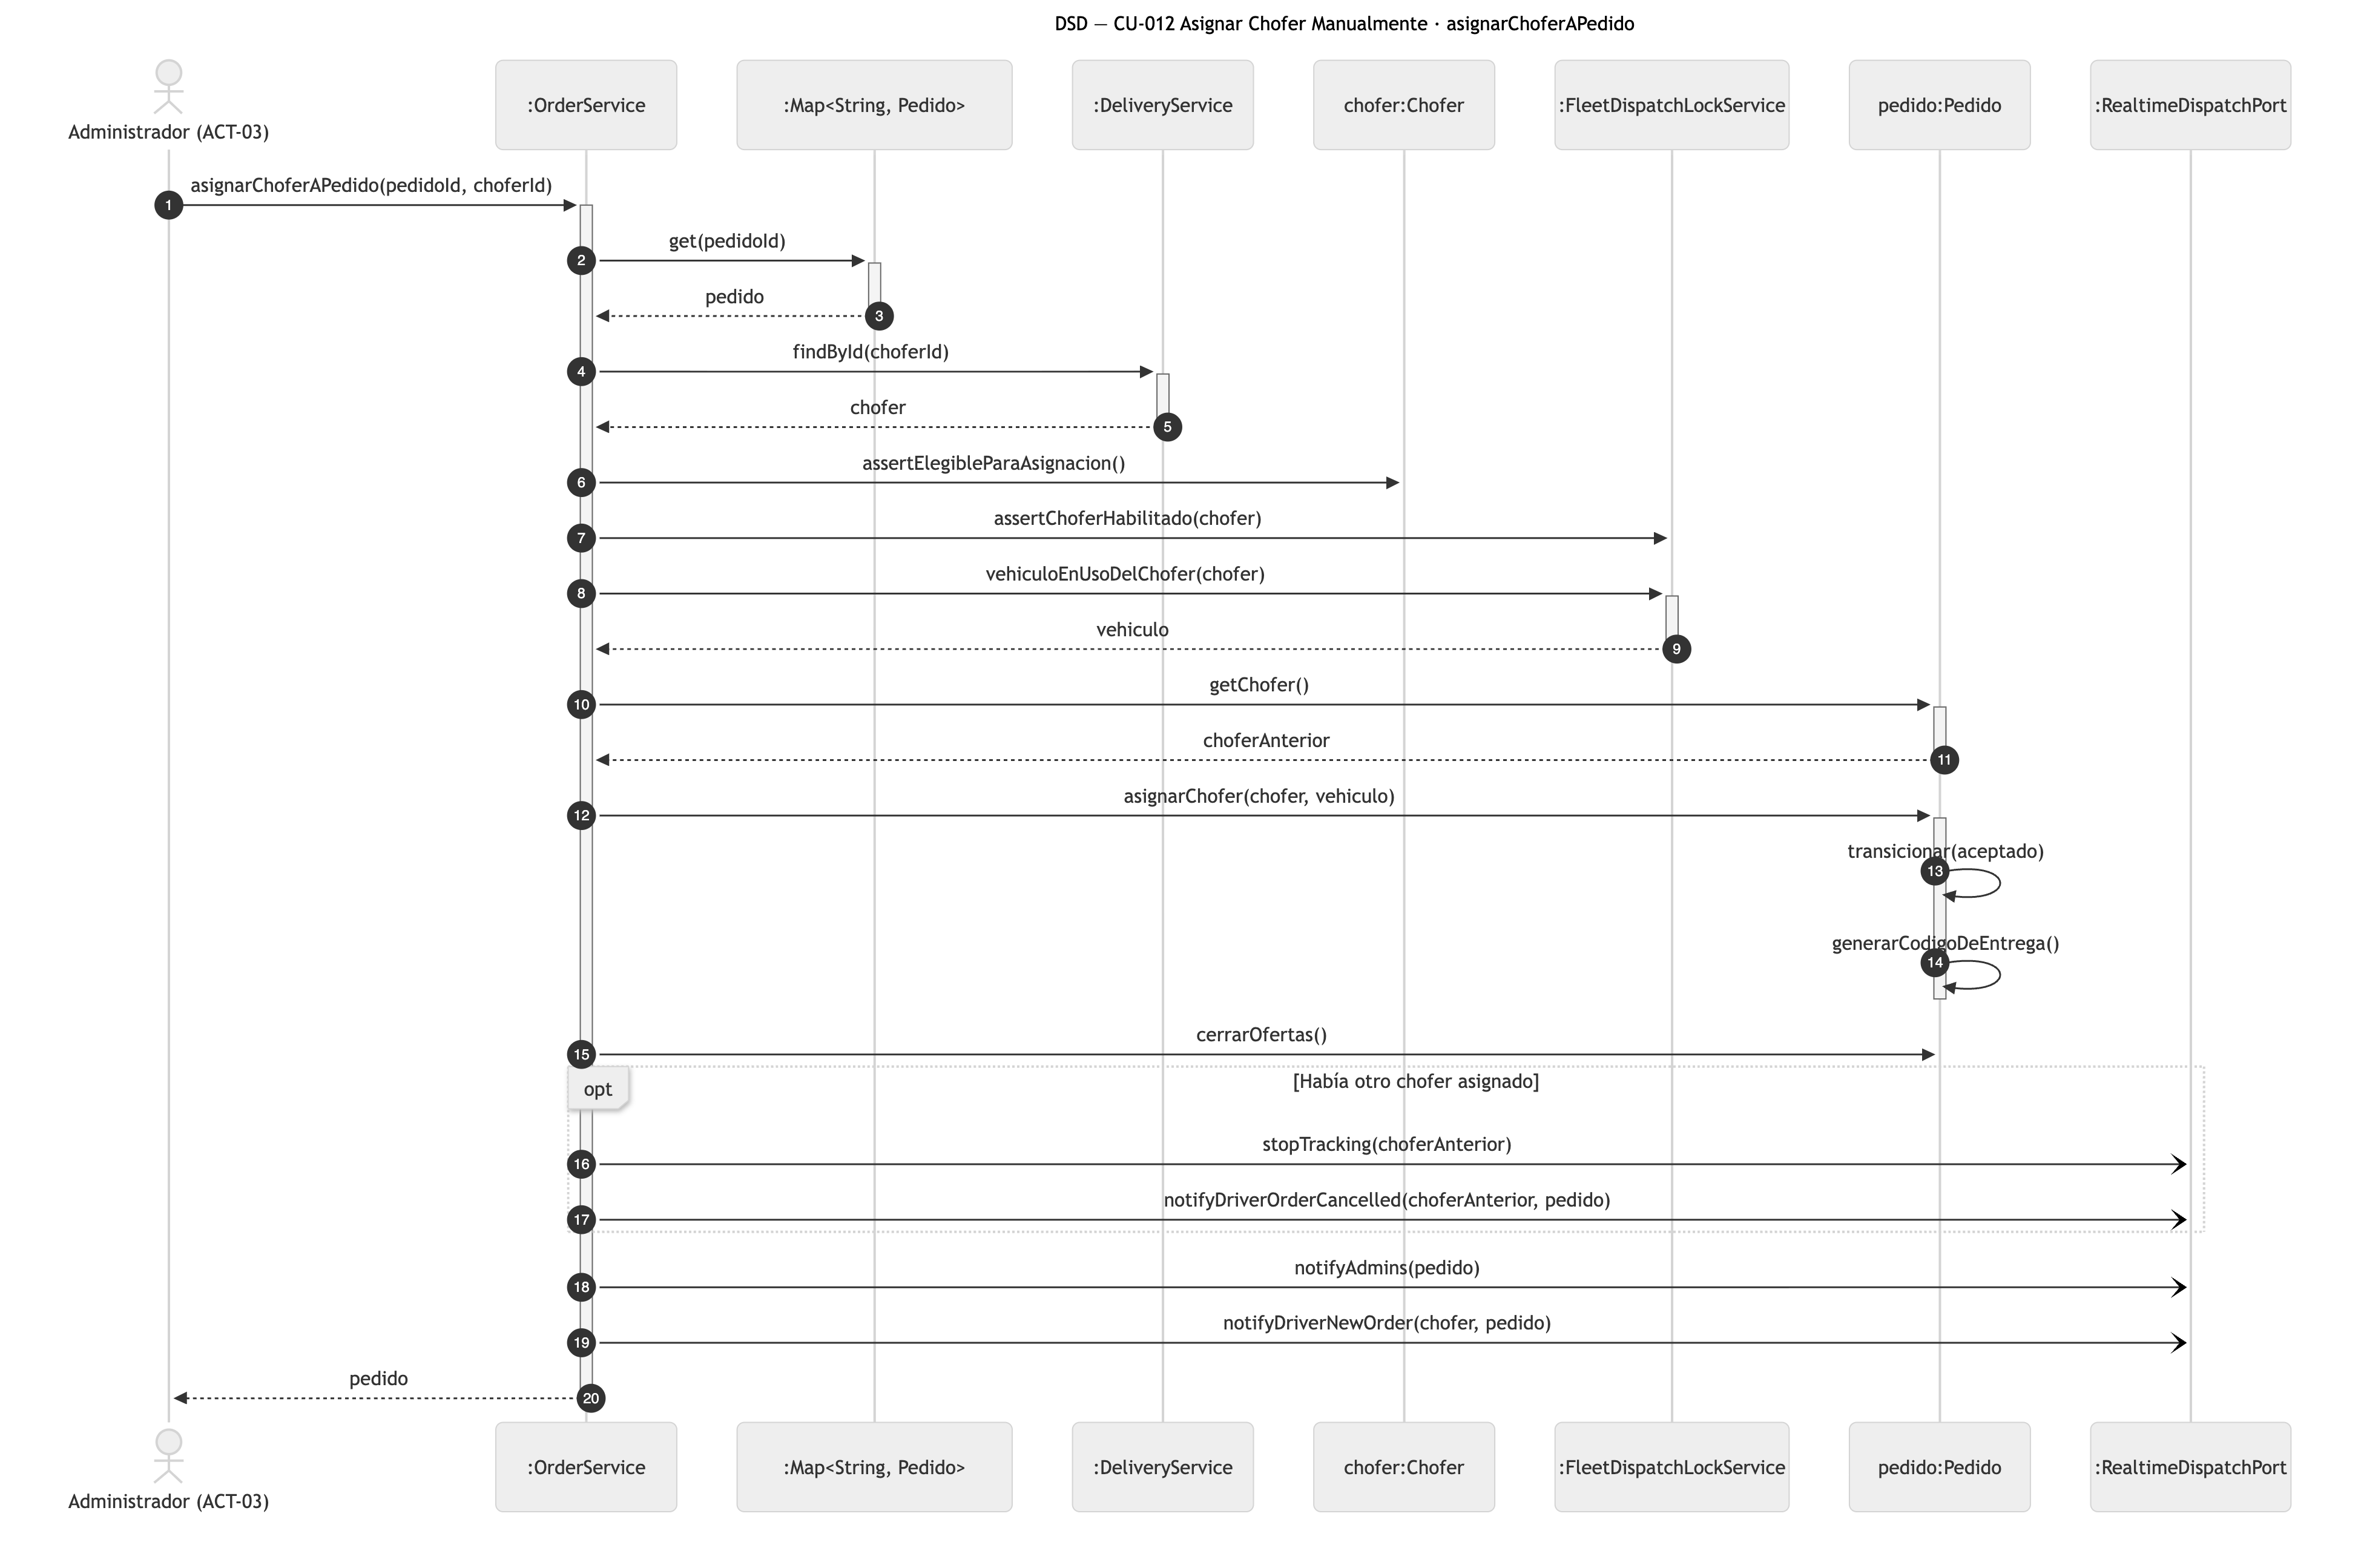 DSD — CU-012 Asignar Chofer Manualmente · asignarChoferAPedido
Administrador (ACT-03)
:OrderService
:Map<String, Pedido>
:DeliveryService
chofer:Chofer
:FleetDispatchLockService
pedido:Pedido
:RealtimeDispatchPort
asignarChoferAPedido(pedidoId, choferId)
1
get(pedidoId)
2
pedido
3
findById(choferId)
4
chofer
5
assertElegibleParaAsignacion()
6
assertChoferHabilitado(chofer)
7
vehiculoEnUsoDelChofer(chofer)
8
vehiculo
9
getChofer()
10
choferAnterior
11
asignarChofer(chofer, vehiculo)
12
transicionar(aceptado)
13
generarCodigoDeEntrega()
14
cerrarOfertas()
15
opt
[Había otro chofer asignado]
stopTracking(choferAnterior)
16
notifyDriverOrderCancelled(choferAnterior, pedido)
17
notifyAdmins(pedido)
18
notifyDriverNewOrder(chofer, pedido)
19
pedido
20
Administrador (ACT-03)
:OrderService
:Map<String, Pedido>
:DeliveryService
chofer:Chofer
:FleetDispatchLockService
pedido:Pedido
:RealtimeDispatchPort